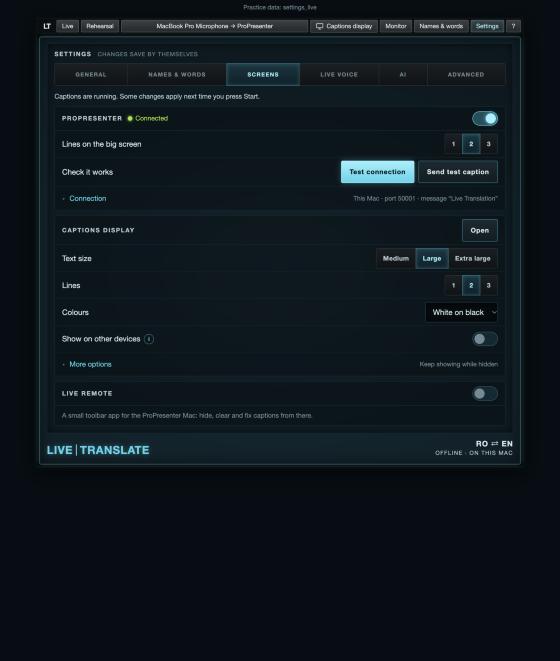 Practice data: settings_live
LT Live Rehearsal MacBook Pro Microphone → ProPresenter Captions display Monitor Names & words Settings ?
SETTINGS CHANGES SAVE BY THEMSELVES
GENERAL NAMES & WORDS SCREENS LIVE VOICE AI ADVANCED
Captions are running. Some changes apply next time you press Start.
PROPRESENTER Connected
Lines on the big screen 1 2 3
Check it works Test connection Send test caption
Connection This Mac · port 50001 · message "Live Translation"
CAPTIONS DISPLAY Open
Text size Medium Large Extra large
Lines 1 2 3
Colours White on black
Show on other devices i
More options Keep showing while hidden
LIVE REMOTE
A small toolbar app for the ProPresenter Mac: hide, clear and fix captions from there.
LIVE | TRANSLATE RO ⇄ EN
OFFLINE · ON THIS MAC